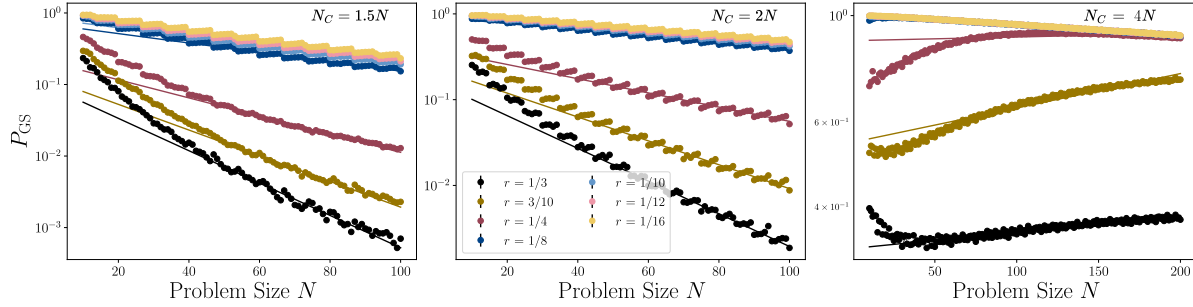 N_C = 1.5N
N_C = 2N
N_C = 4N
P_GS
10^0
10^-1
10^-2
10^-3
20
40
60
80
100
Problem Size N
10^0
10^-1
10^-2
r = 1/3
r = 3/10
r = 1/4
r = 1/8
r = 1/10
r = 1/12
r = 1/16
20
40
60
80
100
Problem Size N
10^0
6 × 10^-1
4 × 10^-1
50
100
150
200
Problem Size N